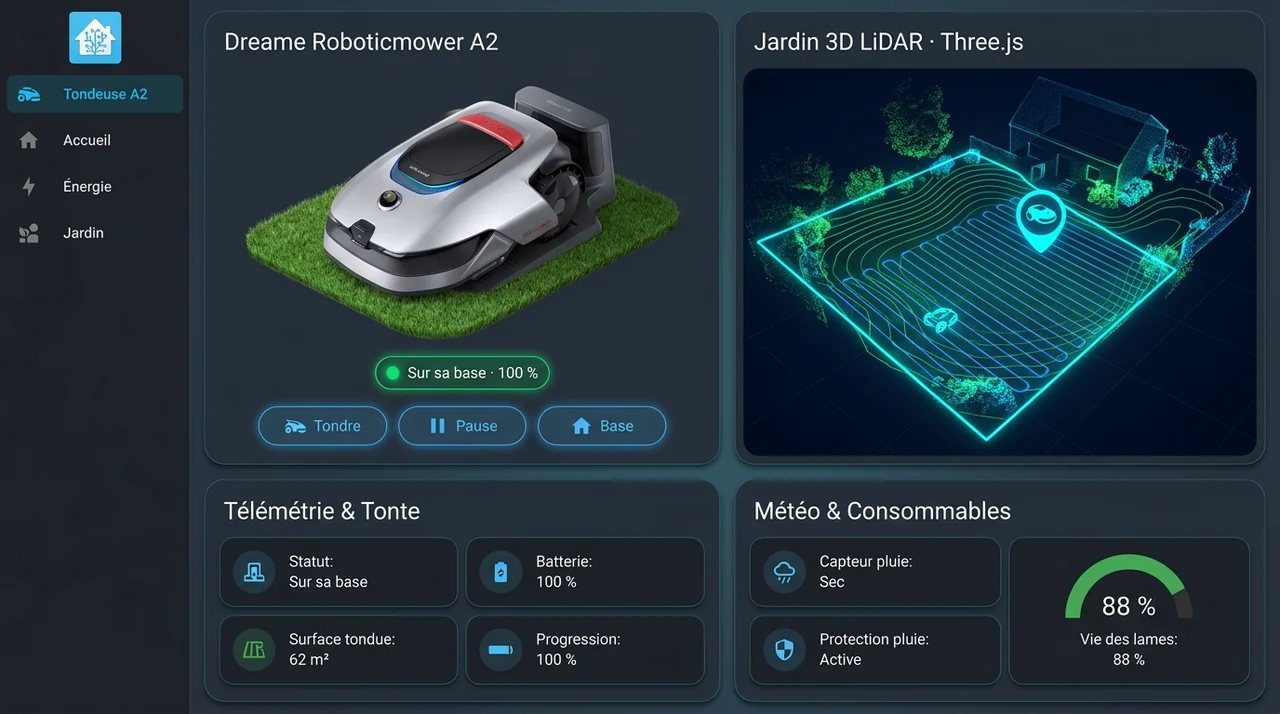 Tondeuse A2
Accueil
Énergie
Jardin
Dreame Roboticmower A2
Sur sa base · 100 %
Tondre
Pause
Base
Jardin 3D LiDAR · Three.js
Télémétrie & Tonte
Statut:
Sur sa base
Batterie:
100 %
Surface tondue:
62 m²
Progression:
100 %
Météo & Consommables
Capteur pluie:
Sec
Protection pluie:
Active
88 %
Vie des lames:
88 %